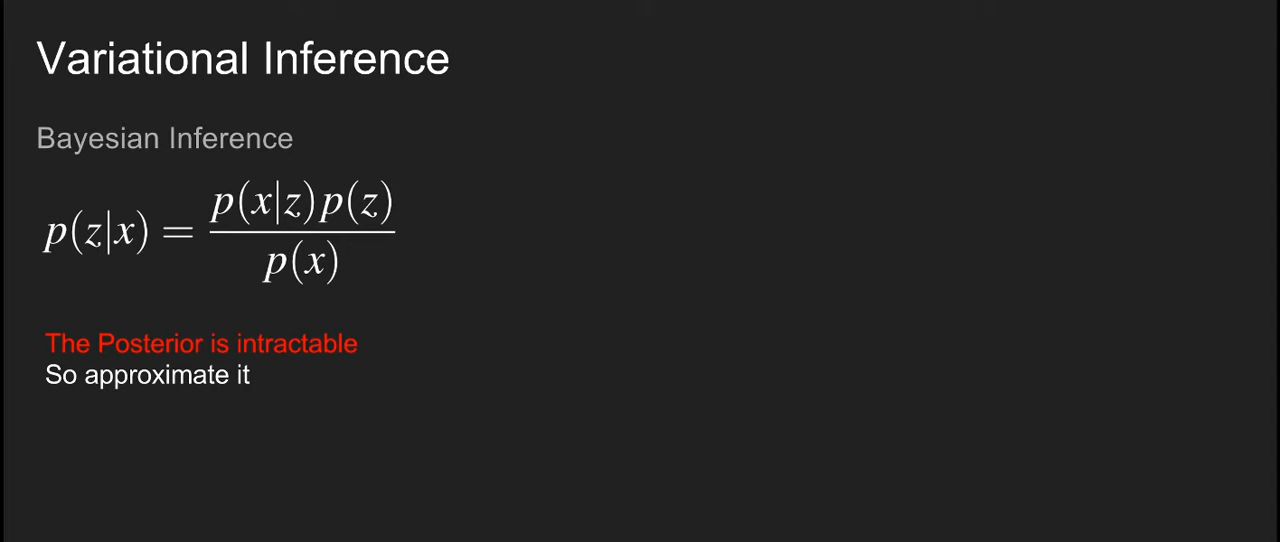 Variational Inference
Bayesian Inference
p(z|x) = p(x|z)p(z) / p(x)
The Posterior is intractable
So approximate it